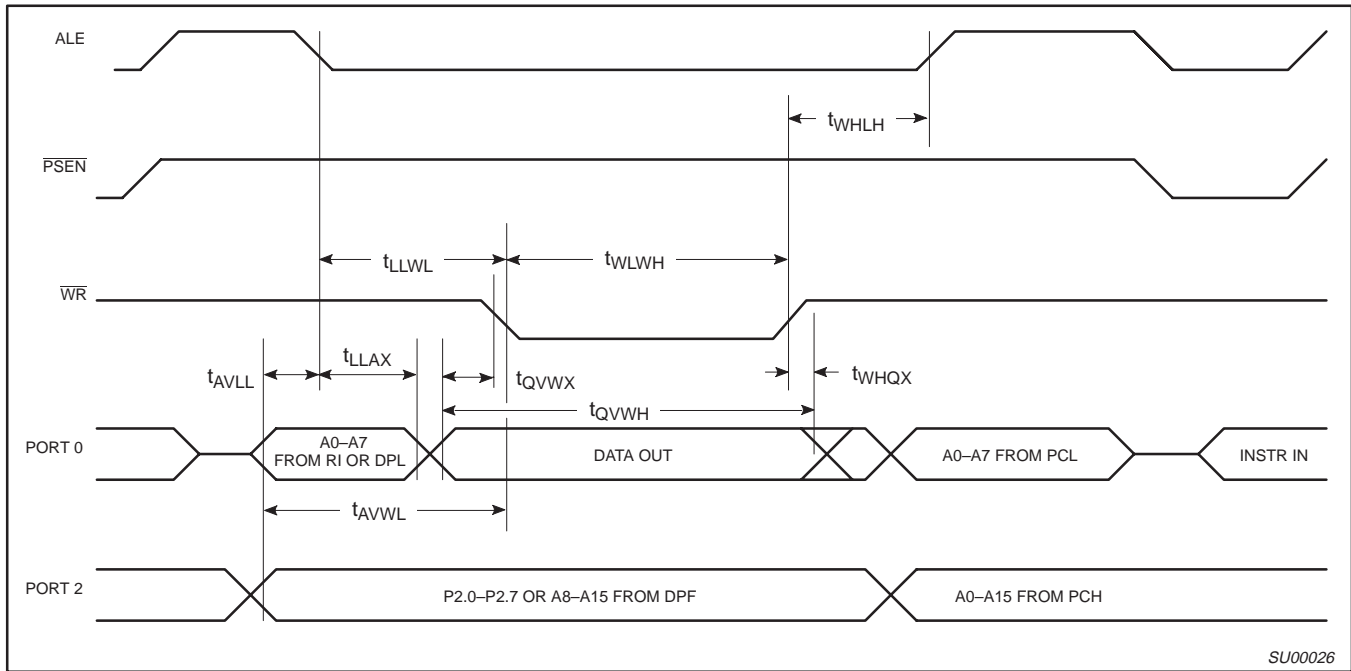 ALE
tWHLH
PSEN
tLLWL
tWLWH
WR
tLLAX
tAVLL
tQVWX
tWHQX
tQVWH
PORT 0
A0–A7
FROM RI OR DPL
DATA OUT
A0–A7 FROM PCL
INSTR IN
tAVWL
PORT 2
P2.0–P2.7 OR A8–A15 FROM DPF
A0–A15 FROM PCH
SU00026